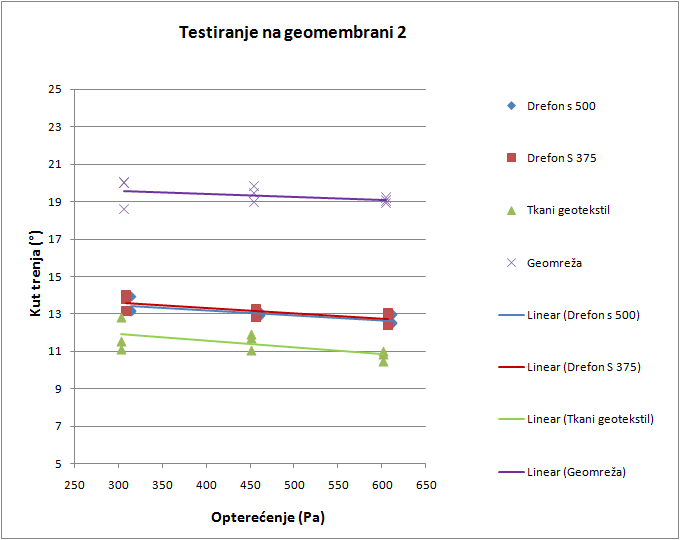 Testiranje na geomembrani 2
25
23
21
19
17
15
13
11
9
7
5
250 300 350 400 450 500 550 600 650
Kut trenja (°)
Opterećenje (Pa)
Drefon s 500
Drefon S 375
Tkani geotekstil
Geomreža
Linear (Drefon s 500)
Linear (Drefon S 375)
Linear (Tkani geotekstil)
Linear (Geomreža)